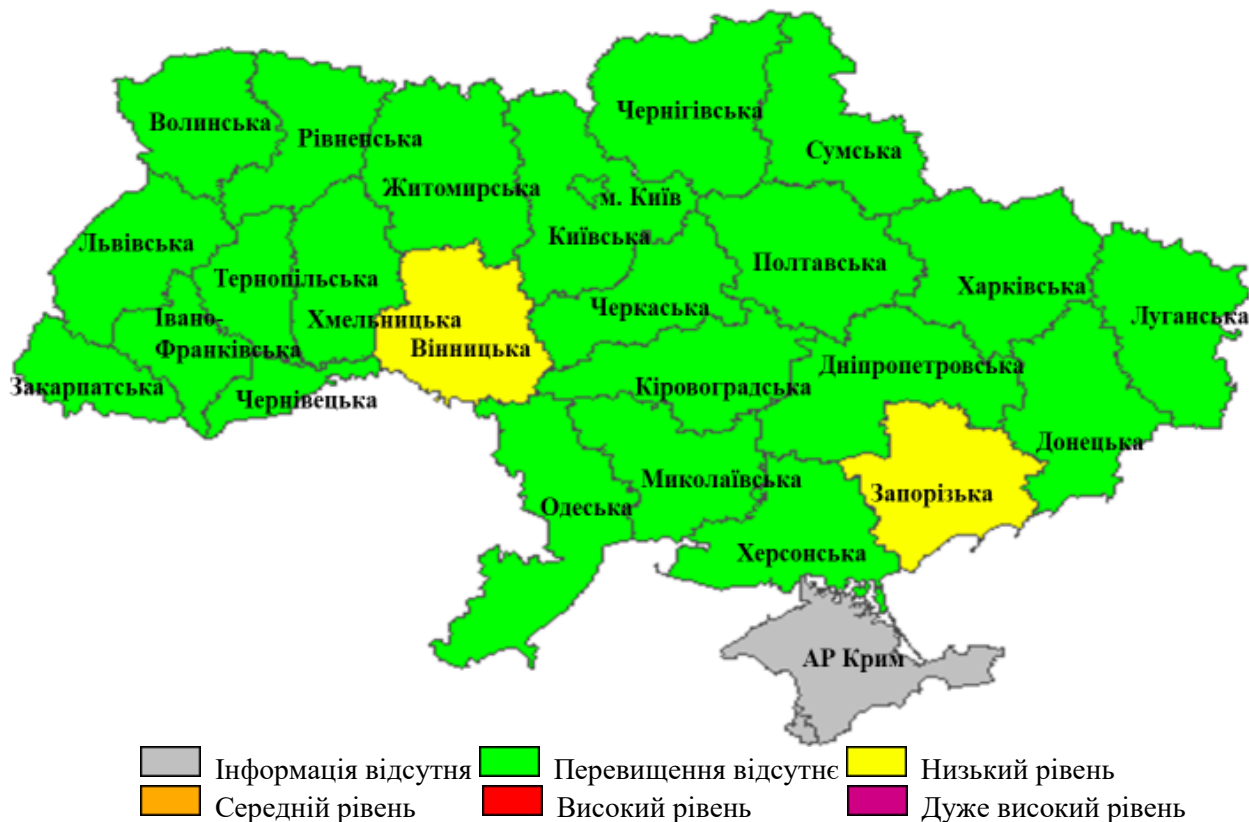 Чернігівська
Волинська
Рівненська
Сумська
Житомирська
м. Київ
Київська
Львівська
Тернопільська
Полтавська
Харківська
Черкаська
Луганська
Івано-
Франківська
Хмельницька
Вінницька
Дніпропетровська
Закарпатська
Чернівецька
Кіровоградська
Донецька
Миколаївська
Запорізька
Одеська
Херсонська
АР Крим
Інформація відсутня
Перевищення відсутнє
Низький рівень
Середній рівень
Високий рівень
Дуже високий рівень